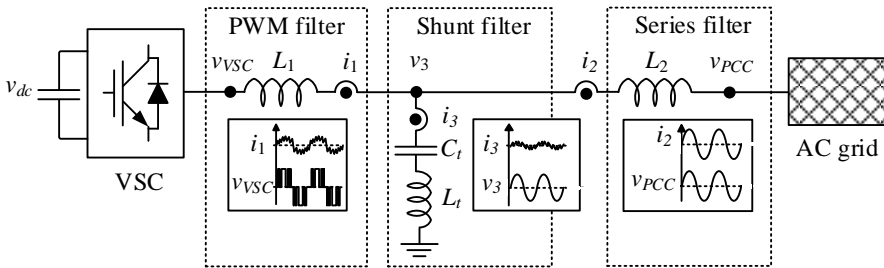 PWM filter
Shunt filter
Series filter
v_VSC L_1 i_1 v_3 i_2 L_2 v_PCC
v_dc
i_3
VSC
C_t
L_t
AC grid
i_1
v_VSC
i_3
v_3
i_2
v_PCC